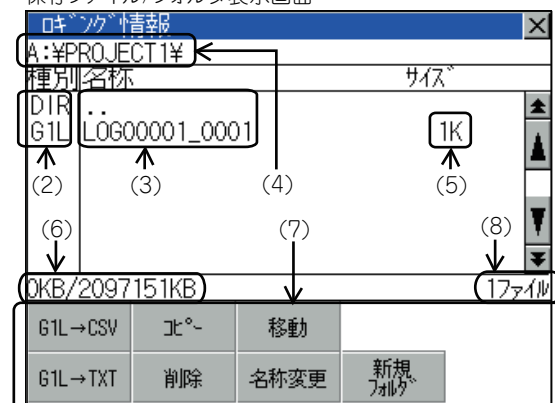 保存ファイル/フォルダ表示画面
ﾛｷﾞﾝｸﾞ情報
A:¥PROJECT1¥
種別 名称 ｻｲｽﾞ
DIR ..
G1L LOG00001_0001 1K
(2) (3) (4) (5)
(6) (7) (8)
0KB/2097151KB 1ﾌｧｲﾙ
G1L→CSV ｺﾋﾟｰ 移動
G1L→TXT 削除 名称変更 新規
ﾌｫﾙﾀﾞ